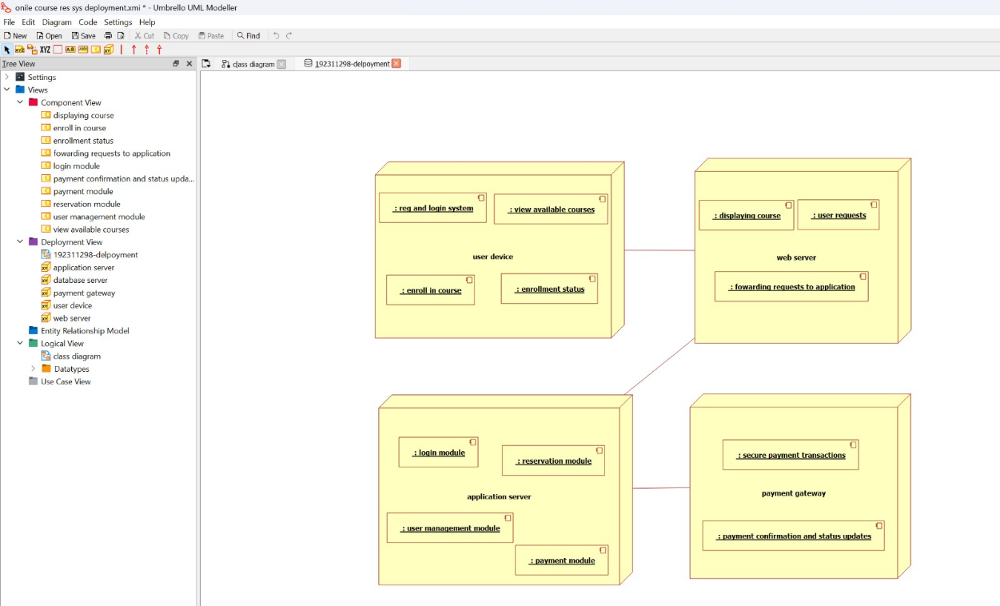 onile course res sys deployment.xmi * - Umbrello UML Modeller
File Edit Diagram Code Settings Help
New Open Save Cut Copy Paste Find
XYZ
Tree View
class diagram
192311298-delpoyment
Settings
Views
Component View
displaying course
enroll in course
enrollment status
fowarding requests to application
login module
payment confirmation and status upda...
payment module
reservation module
user management module
view available courses
Deployment View
192311298-delpoyment
application server
database server
payment gateway
user device
web server
Entity Relationship Model
Logical View
class diagram
Datatypes
Use Case View
: reg and login system
: view available courses
user device
: enroll in course
: enrollment status
: displaying course
: user requests
web server
: fowarding requests to application
: login module
: reservation module
application server
: user management module
: payment module
: secure payment transactions
payment gateway
: payment confirmation and status updates